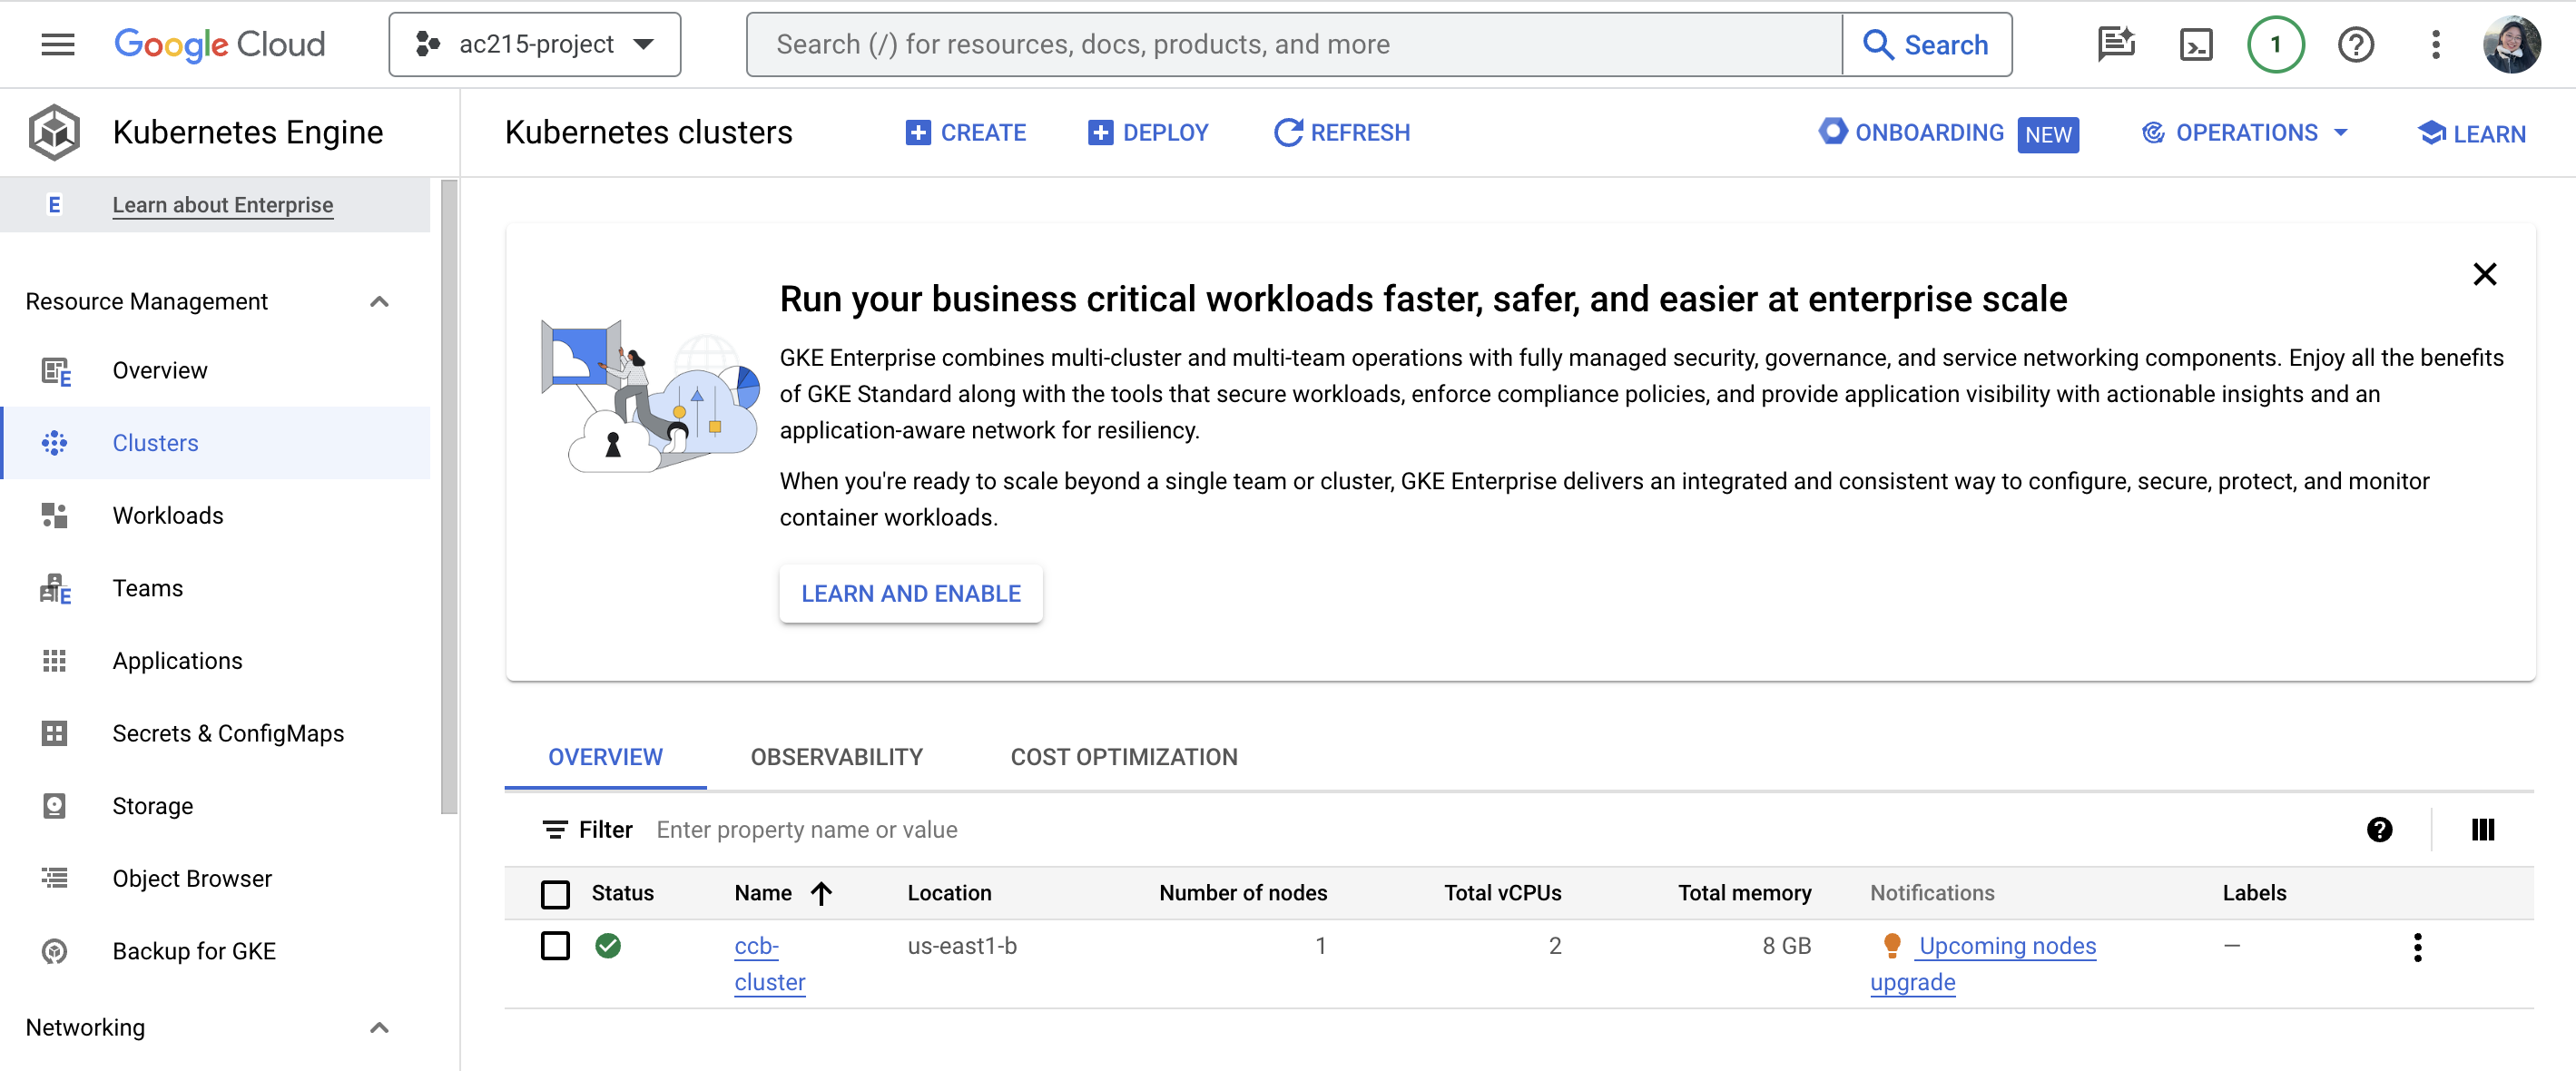 Google Cloud
ac215-project
Search (/) for resources, docs, products, and more
Search
1
Kubernetes Engine
Kubernetes clusters
CREATE
DEPLOY
REFRESH
ONBOARDING NEW
OPERATIONS
LEARN
E Learn about Enterprise
Resource Management
E Overview
Clusters
Workloads
E Teams
Applications
Secrets & ConfigMaps
Storage
Object Browser
Backup for GKE
Networking
Run your business critical workloads faster, safer, and easier at enterprise scale
GKE Enterprise combines multi-cluster and multi-team operations with fully managed security, governance, and service networking components. Enjoy all the benefits
of GKE Standard along with the tools that secure workloads, enforce compliance policies, and provide application visibility with actionable insights and an
application-aware network for resiliency.
When you're ready to scale beyond a single team or cluster, GKE Enterprise delivers an integrated and consistent way to configure, secure, protect, and monitor
container workloads.
LEARN AND ENABLE
OVERVIEW
OBSERVABILITY
COST OPTIMIZATION
Filter Enter property name or value
Status Name Location Number of nodes Total vCPUs Total memory Notifications Labels
ccb- us-east1-b 1 2 8 GB Upcoming nodes –
cluster upgrade